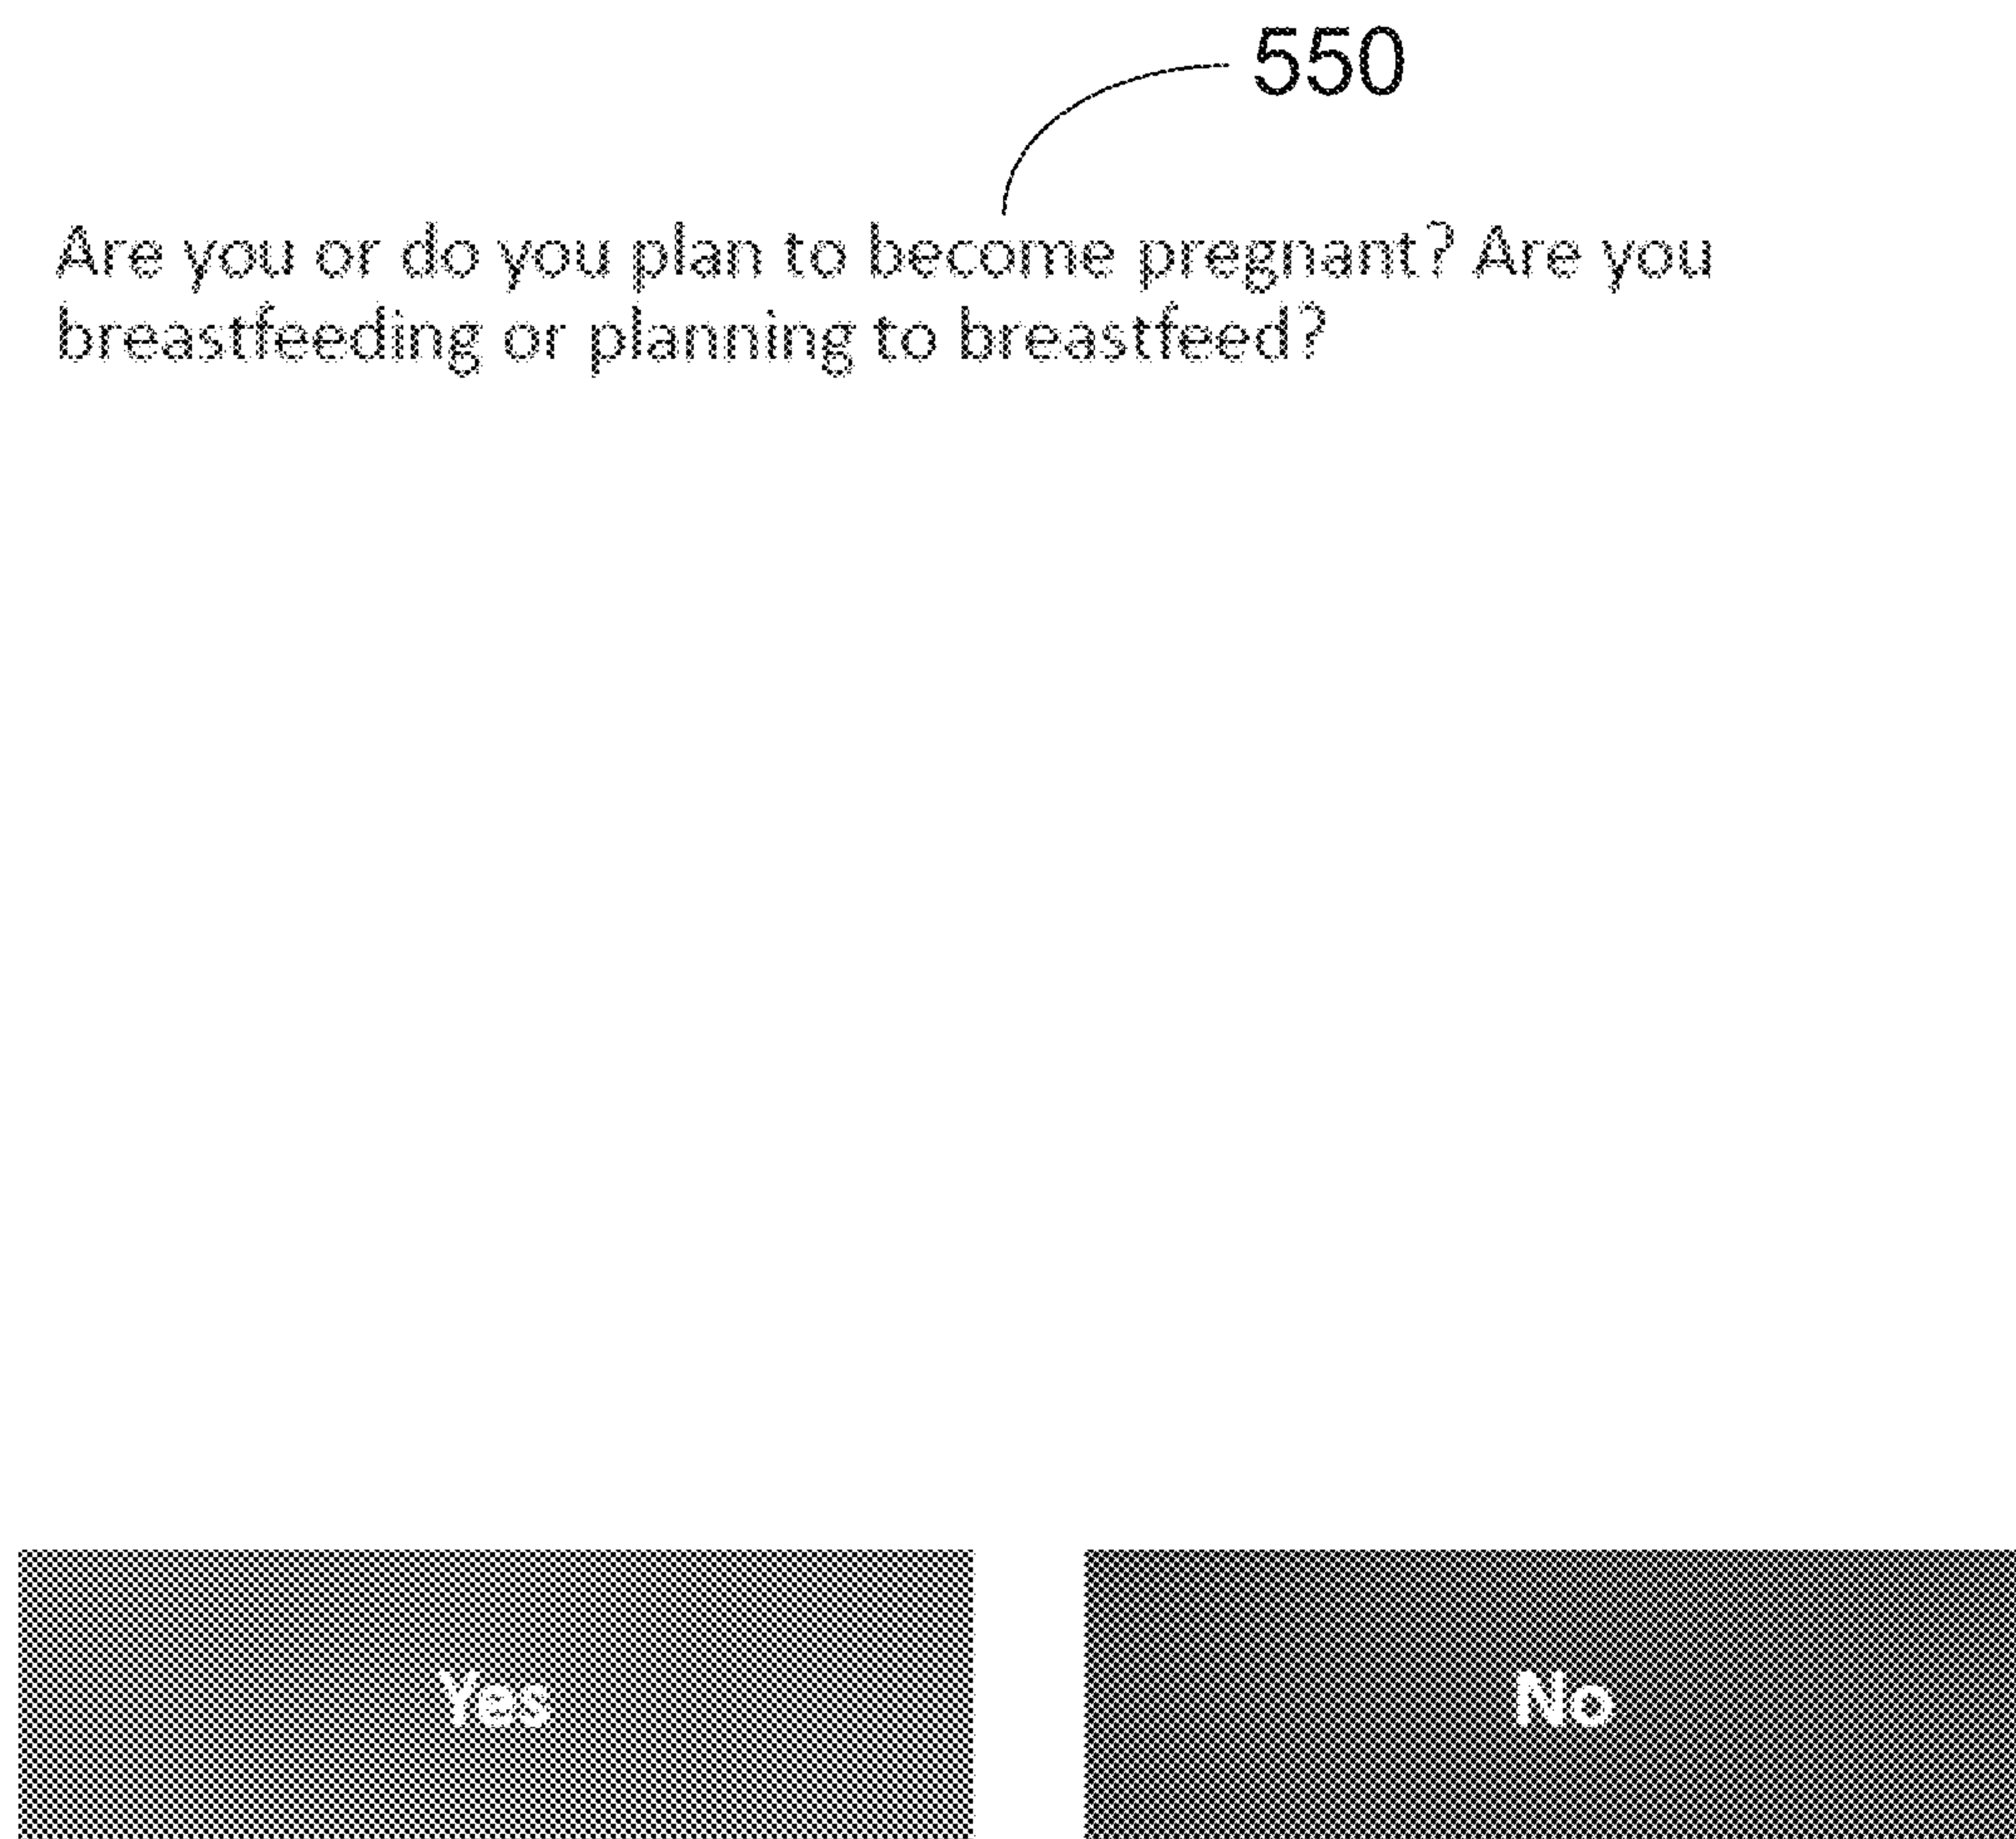 550
Are you or do you plan to become pregnant? Are you
breastfeeding or planning to breastfeed?
Yes
No